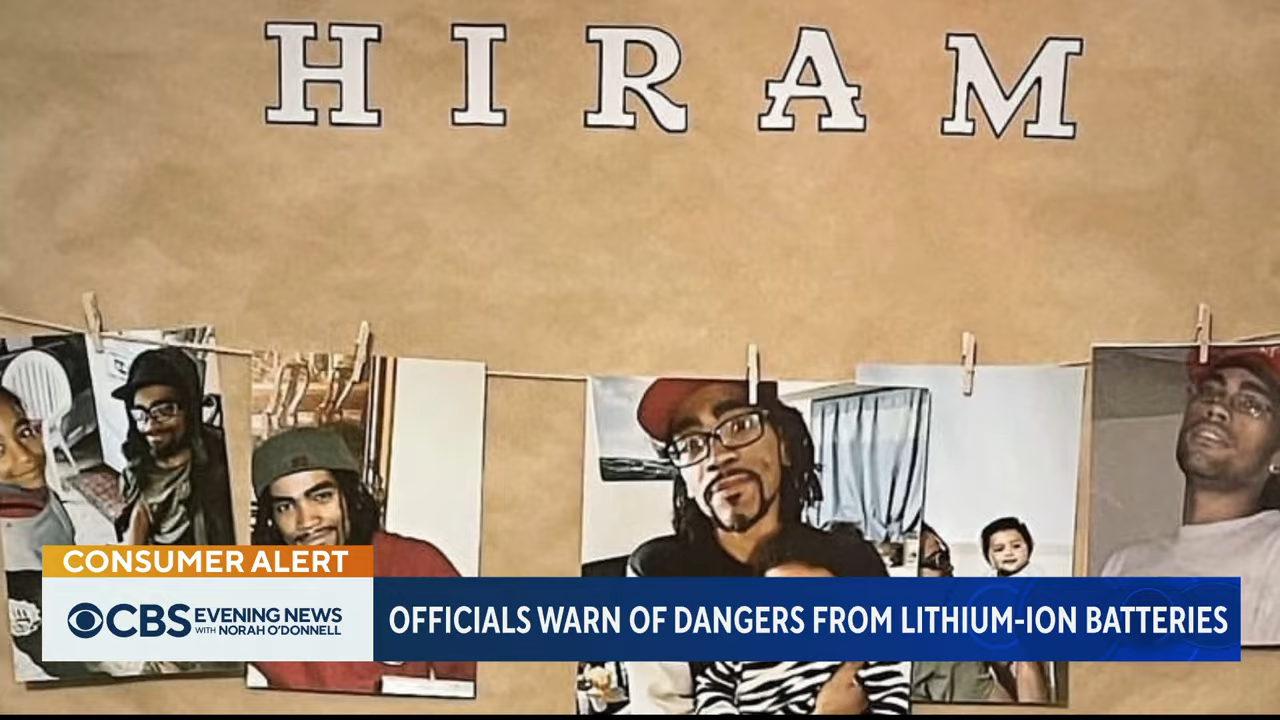 HIRAM
CONSUMER ALERT
CBS EVENING NEWS
WITH NORAH O'DONNELL
OFFICIALS WARN OF DANGERS FROM LITHIUM-ION BATTERIES